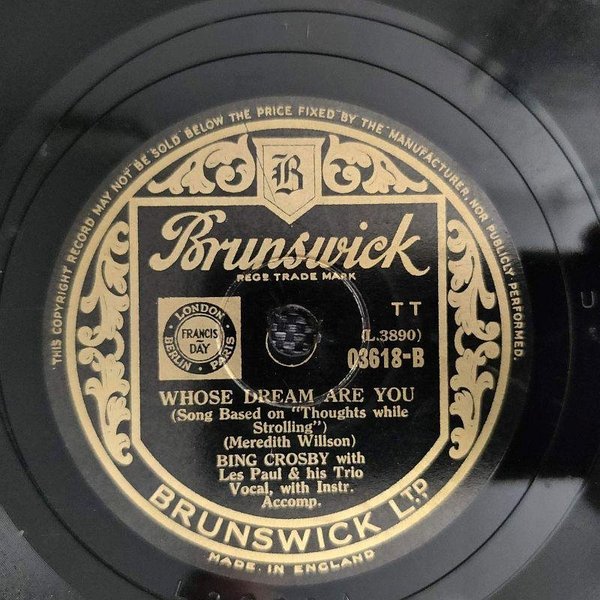 THIS COPYRIGHT RECORD MAY NOT BE SOLD BELOW THE PRICE FIXED BY THE MANUFACTURER, NOR PUBLICLY PERFORMED.
B
Brunswick
REGD TRADE MARK
TT
LONDON
FRANCIS
DAY
BERLIN PARIS
(L.3890)
03618-B
WHOSE DREAM ARE YOU
(Song Based on "Thoughts while
Strolling")
(Meredith Willson)
BING CROSBY with
Les Paul & his Trio
Vocal, with Instr.
Accomp.
BRUNSWICK LTD.
MADE IN ENGLAND